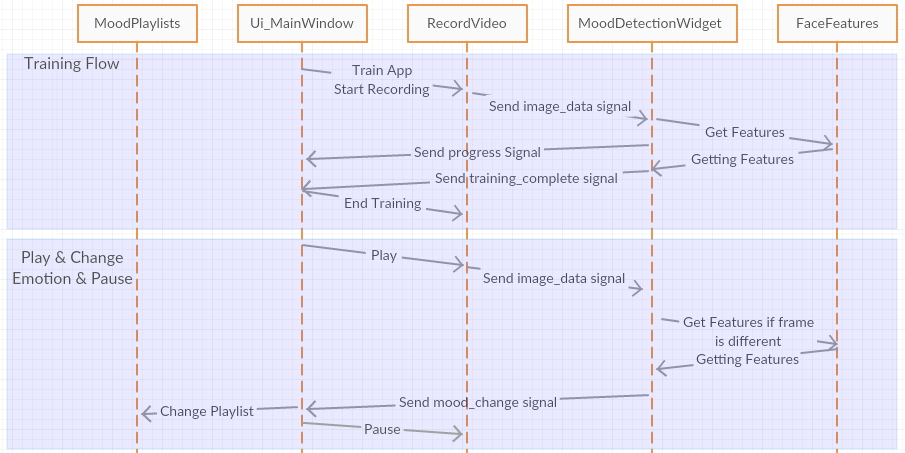 MoodPlaylists
Ui_MainWindow
RecordVideo
MoodDetectionWidget
FaceFeatures
Training Flow
Train App
Start Recording
Send image_data signal
Get Features
Send progress Signal
Getting Features
Send training_complete signal
End Training
Play & Change
Emotion & Pause
Play
Send image_data signal
Get Features if frame
is different
Getting Features
Send mood_change signal
Change Playlist
Pause